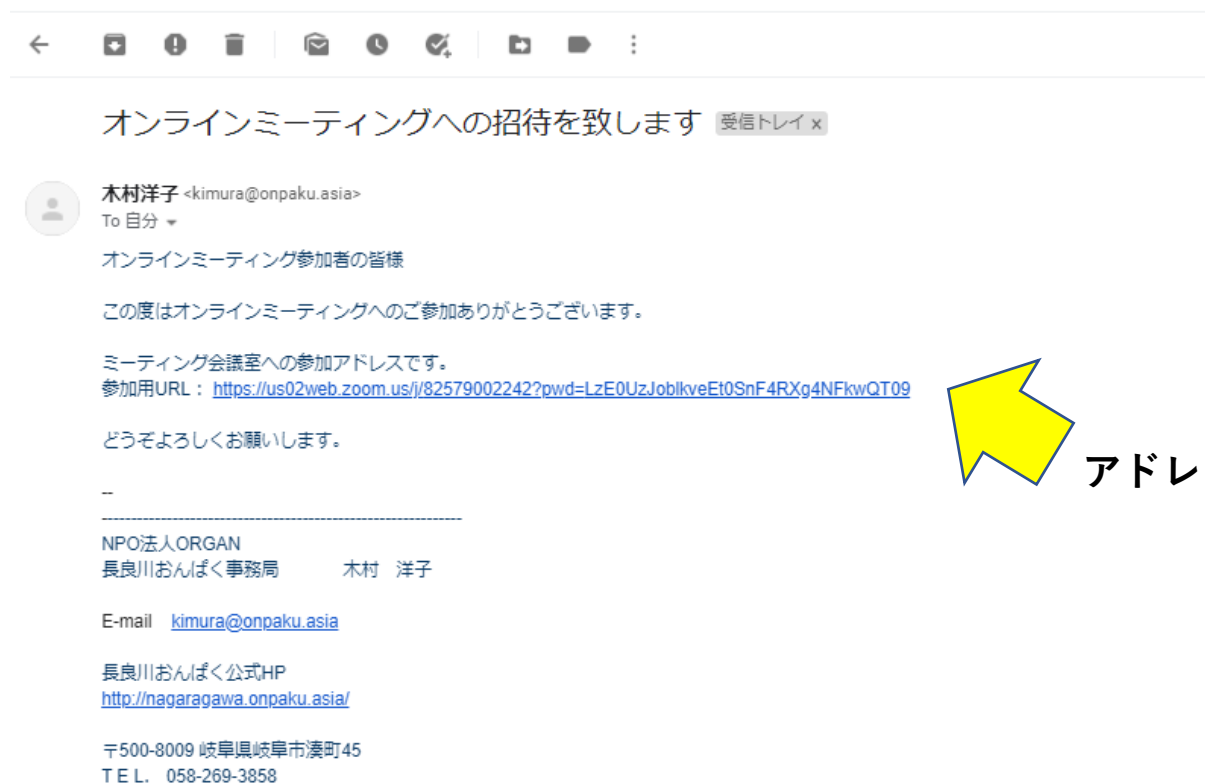 オンラインミーティングへの招待を致します 受信トレイ x
木村洋子 <kimura@onpaku.asia>
To 自分
オンラインミーティング参加者の皆様
この度はオンラインミーティングへのご参加ありがとうございます。
ミーティング会議室への参加アドレスです。
参加用URL： https://us02web.zoom.us/j/82579002242?pwd=LzE0UzJoblkveEt0SnF4RXg4NFkwQT09
どうぞよろしくお願いします。
アドレ
--
------------------------------------------------------------
NPO法人ORGAN
長良川おんぱく事務局　　　木村　洋子
E-mail　kimura@onpaku.asia
長良川おんぱく公式HP
http://nagaragawa.onpaku.asia/
〒500-8009 岐阜県岐阜市湊町45
T E L.　058-269-3858